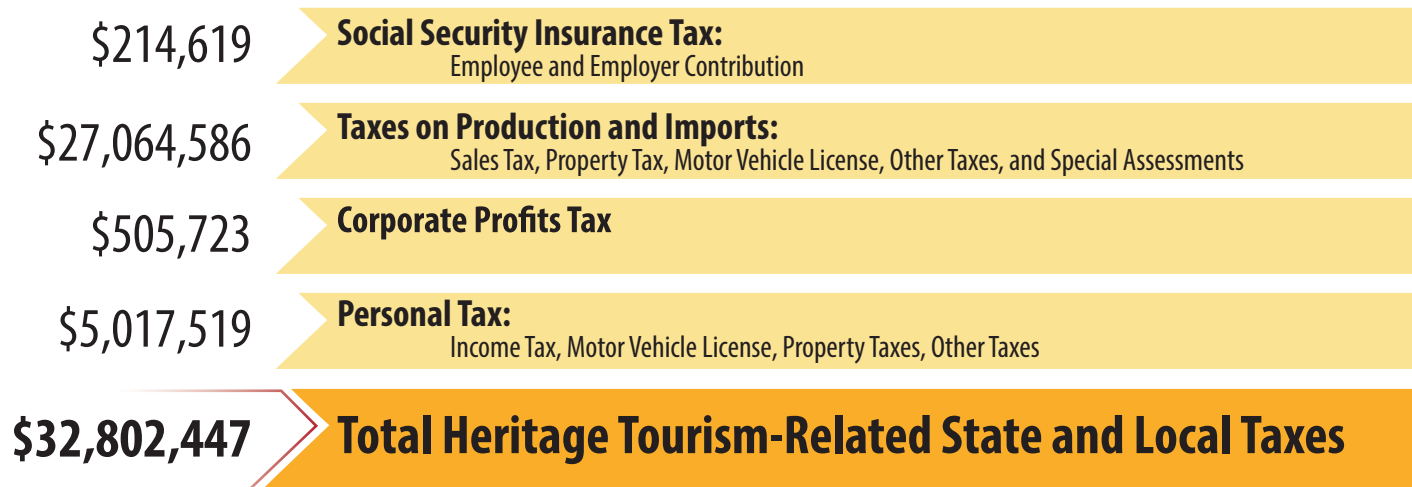 $214,619
Social Security Insurance Tax:
Employee and Employer Contribution
$27,064,586
Taxes on Production and Imports:
Sales Tax, Property Tax, Motor Vehicle License, Other Taxes, and Special Assessments
$505,723
Corporate Profits Tax
$5,017,519
Personal Tax:
Income Tax, Motor Vehicle License, Property Taxes, Other Taxes
$32,802,447
Total Heritage Tourism-Related State and Local Taxes